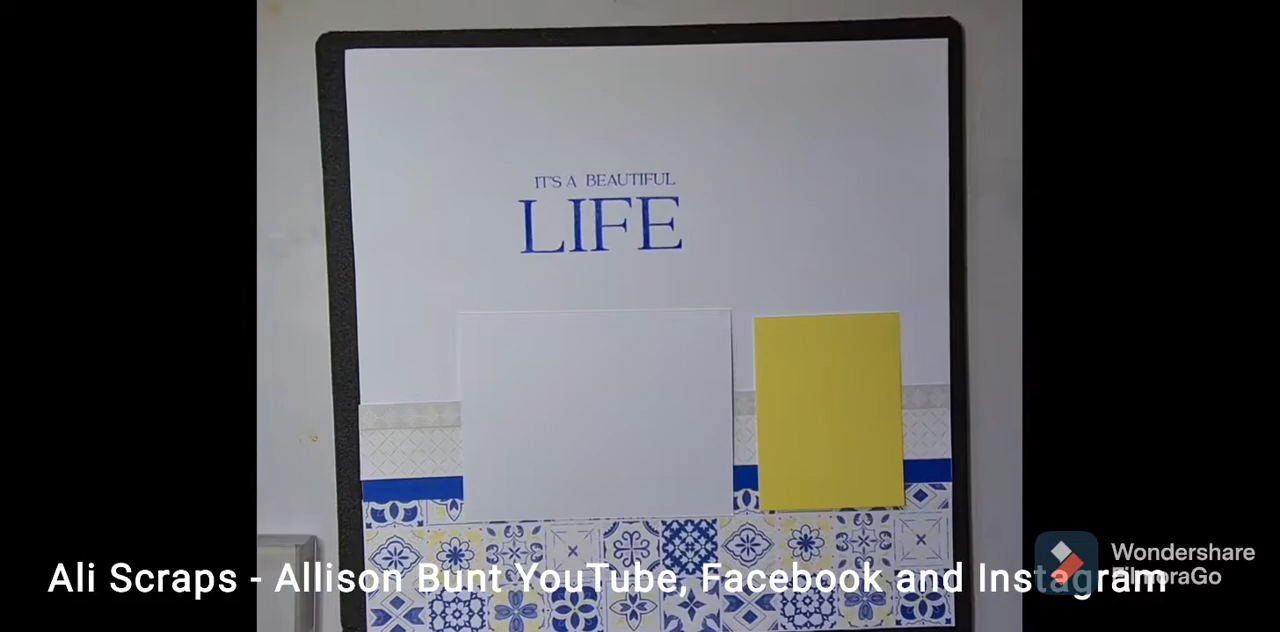 IT'S A BEAUTIFUL
LIFE
Ali Scraps - Allison Bunt YouTube, Facebook and Instagram
Wondershare
FilmoraGo